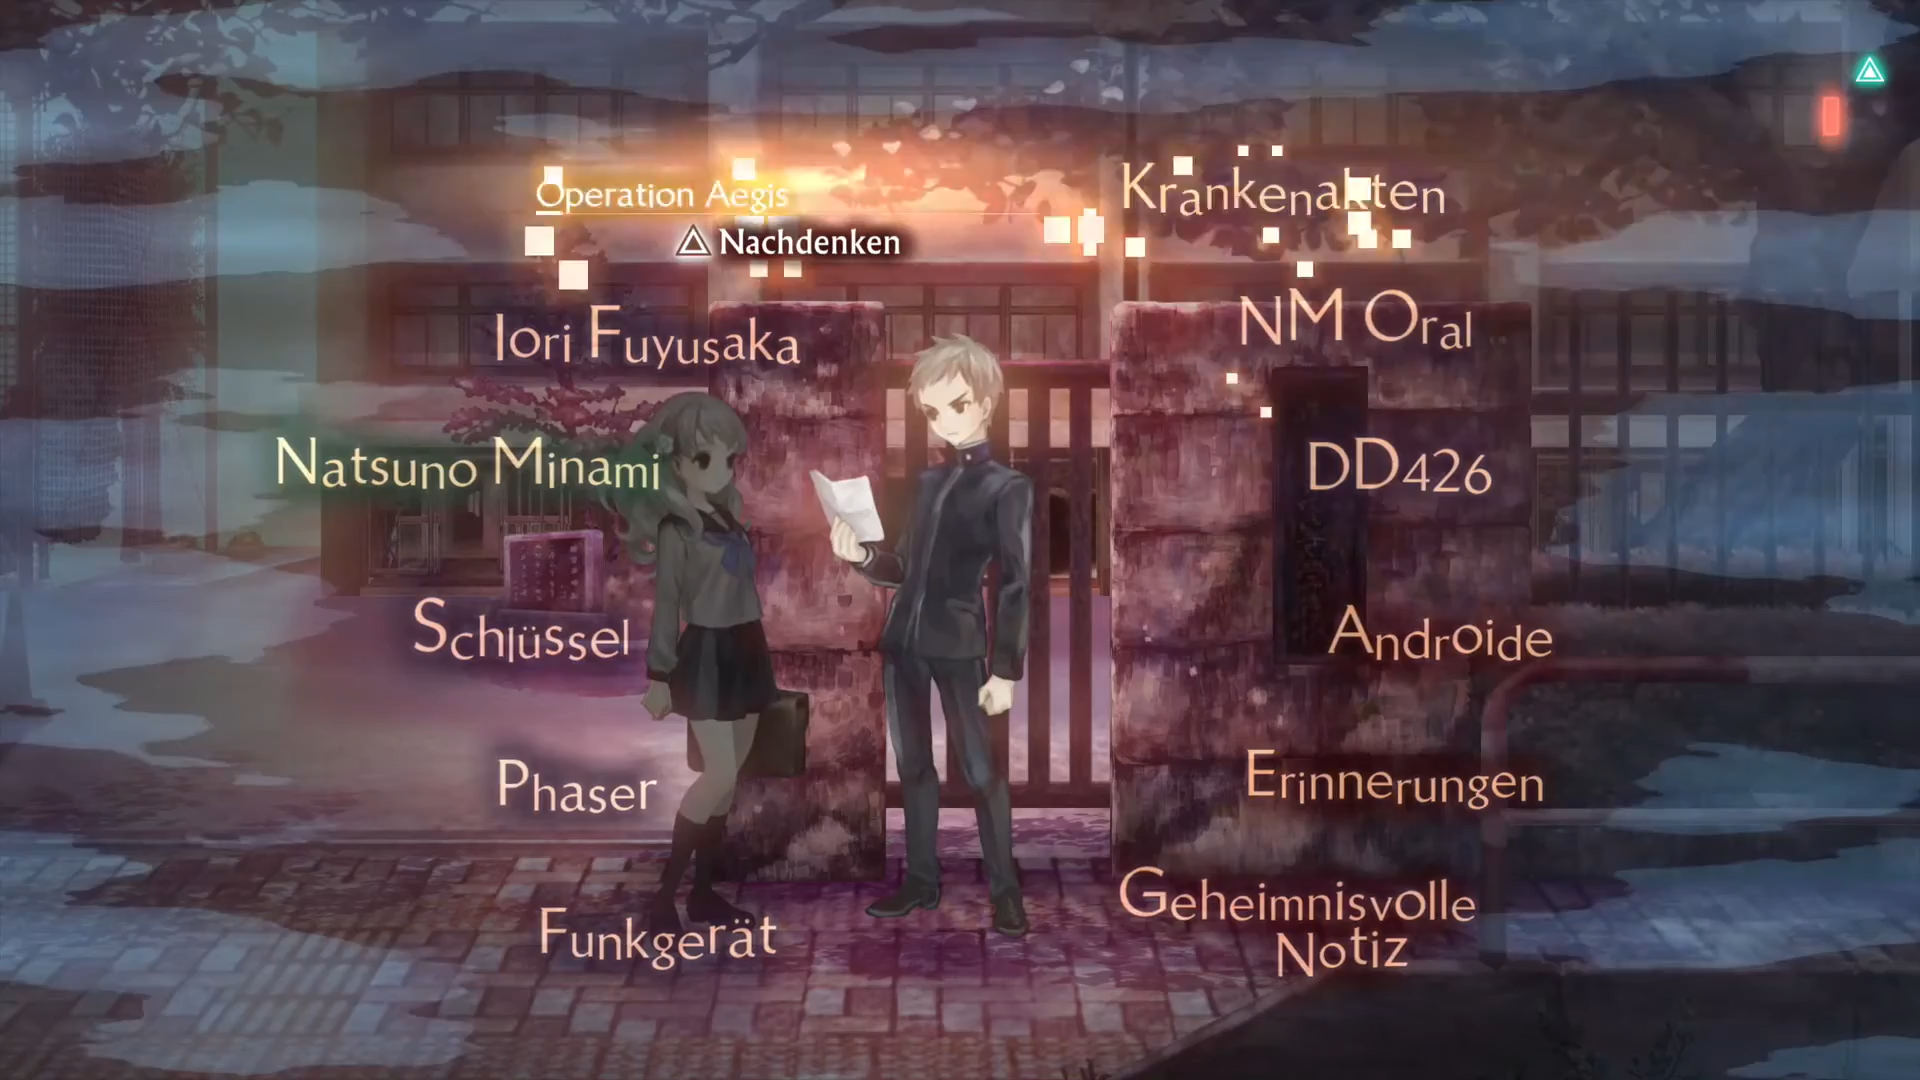 Operation Aegis
Nachdenken
Krankenakten
Iori Fuyusaka
NM Oral
Natsuno Minami
DD426
Schlüssel
Androide
Phaser
Erinnerungen
Funkgerät
Geheimnisvolle
Notiz